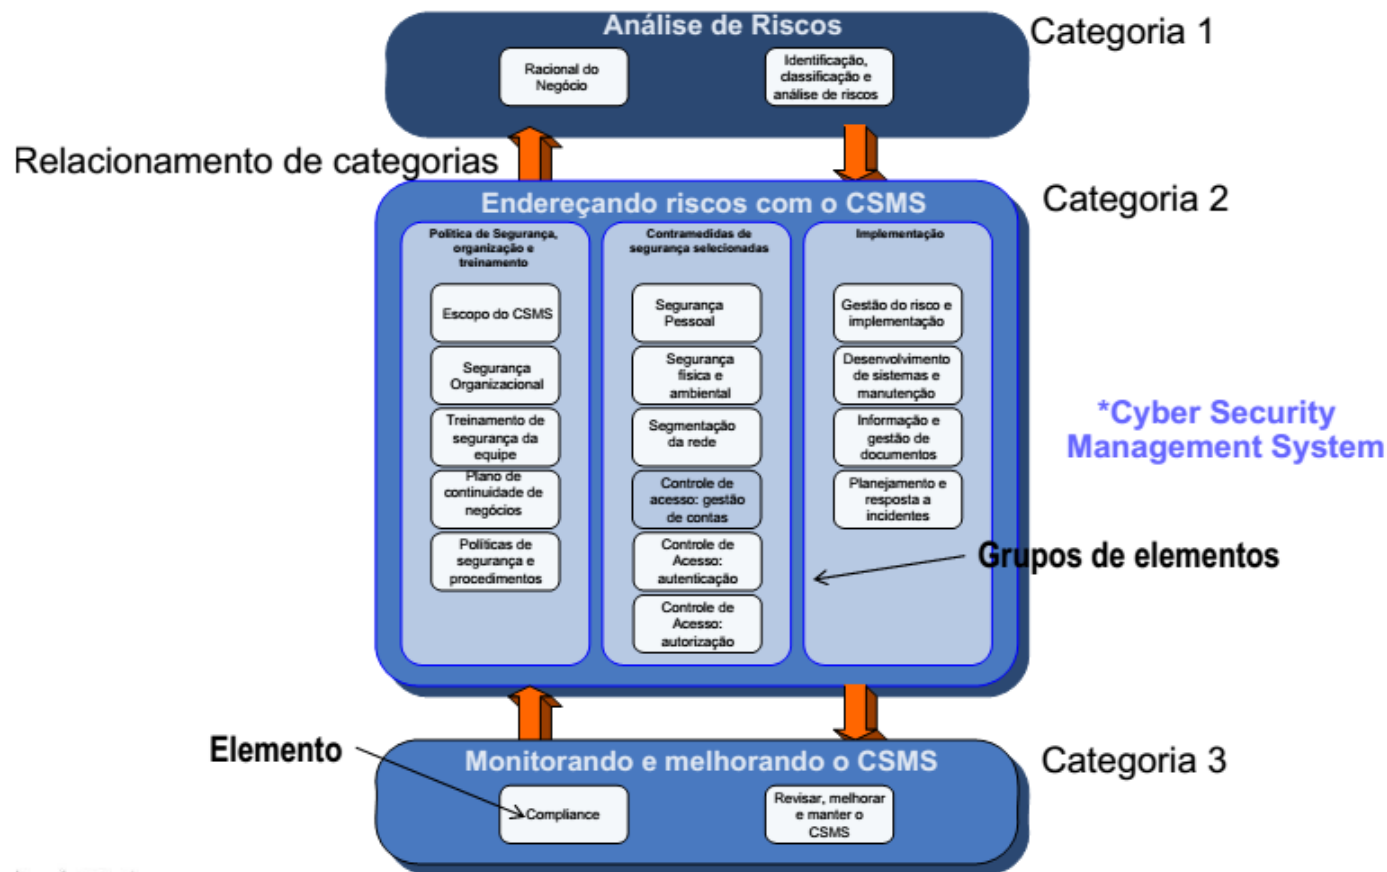 Análise de Riscos
Categoria 1
Racional do
Negócio
Identificação,
classificação e
análise de riscos
Relacionamento de categorias
Categoria 2
Endereçando riscos com o CSMS
Política de Segurança,
organização e
treinamento
Escopo do CSMS
Segurança
Organizacional
Treinamento de
segurança da
equipe
Plano de
continuidade de
negócios
Políticas de
segurança e
procedimentos
Contramedidas de
segurança selecionadas
Segurança
Pessoal
Segurança
física e
ambiental
Segmentação
da rede
Controle de
acesso: gestão
de contas
Controle de
Acesso:
autenticação
Controle de
Acesso:
autorização
Implementação
Gestão do risco e
implementação
Desenvolvimento
de sistemas e
manutenção
Informação e
gestão de
documentos
Planejamento e
resposta a
incidentes
*Cyber Security
Management System
Grupos de elementos
Elemento
Monitorando e melhorando o CSMS
Categoria 3
Compliance
Revisar, melhorar
e manter o
CSMS